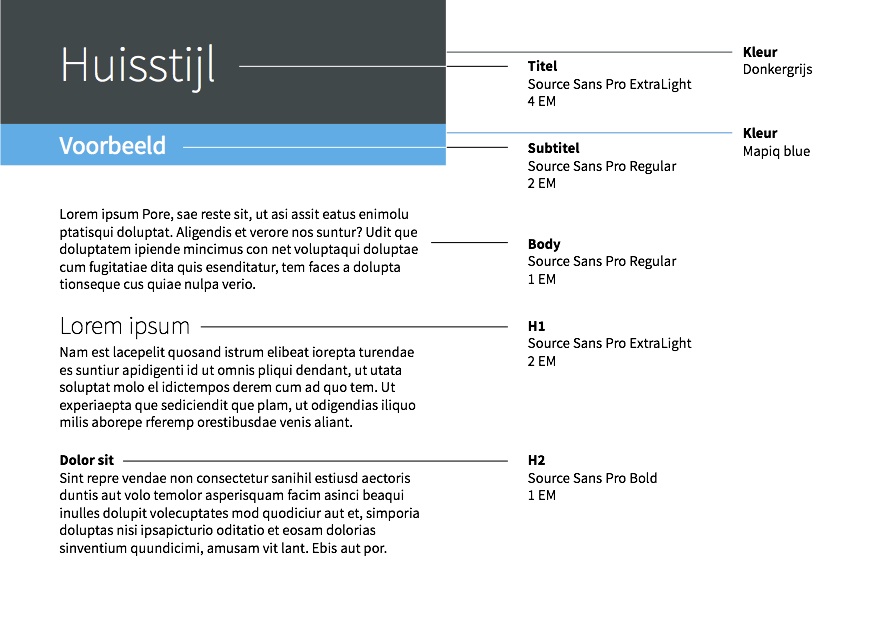 Huisstijl
Voorbeeld
Lorem ipsum Pore, sae reste sit, ut asi assit eatus enimolu
ptatisqui doluptat. Aligendis et verore nos suntur? Udit que
doluptatem ipiende mincimus con net voluptaqui doluptae
cum fugitatiae dita quis esenditatur, tem faces a dolupta
tionseque cus quiae nulpa verio.
Lorem ipsum
Nam est lacepelit quosand istrum elibeat iorepta turendae
es suntiur apidigenti id ut omnis pliqui dendant, ut utata
soluptat molo el idictempos derem cum ad quo tem. Ut
experiaepta que sediciendit que plam, ut odigendias iliquo
milis aborepe rferemp orestibusdae venis aliant.
Dolor sit
Sint repre vendae non consectetur sanihil estiusd aectoris
duntis aut volo temolor asperisquam facim asinci beaqui
inulles dolupit volecuptates mod quodiciur aut et, simporia
doluptas nisi ipsapicturio oditatio et eosam dolorias
sinventium quundicimi, amusam vit lant. Ebis aut por.
Titel
Source Sans Pro ExtraLight
4 EM
Subtitel
Source Sans Pro Regular
2 EM
Body
Source Sans Pro Regular
1 EM
H1
Source Sans Pro ExtraLight
2 EM
H2
Source Sans Pro Bold
1 EM
Kleur
Donkergrijs
Kleur
Mapiq blue